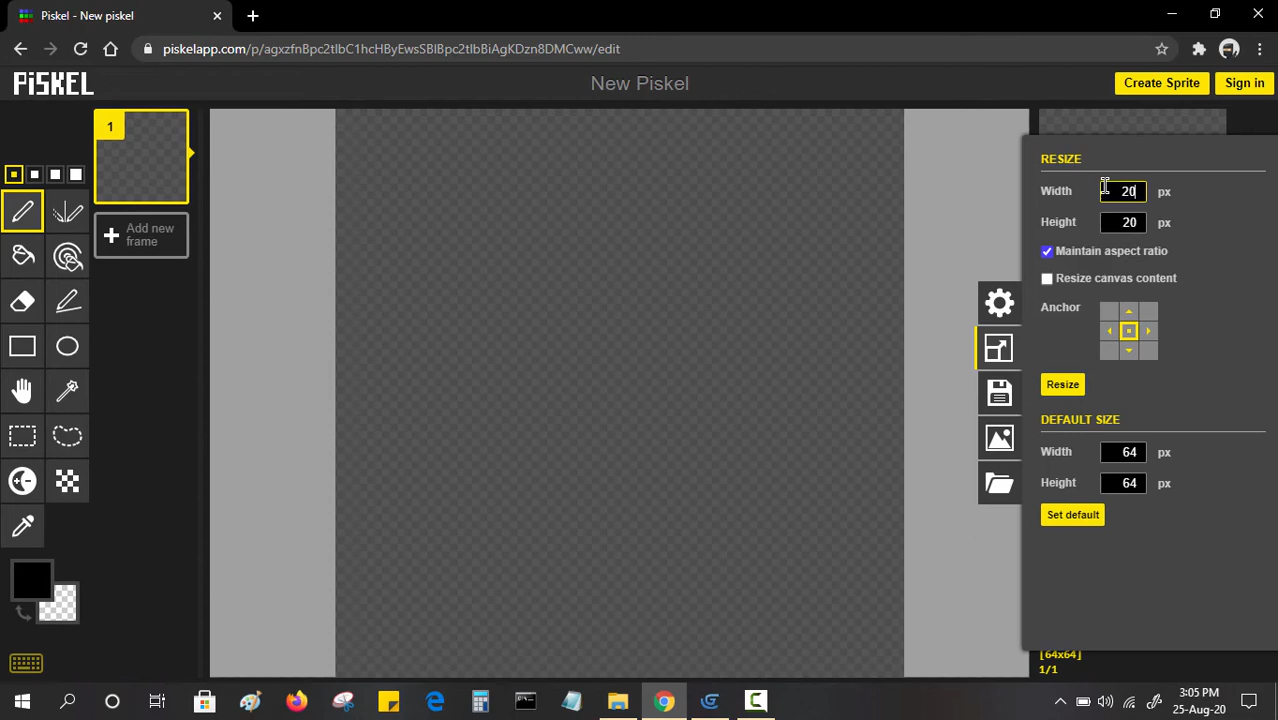 Piskel - New piskel
piskelapp.com/p/agxzfnBpc2tlbC1hcHByEwsSBlBpc2tlbBiAgKDzn8DMCww/edit
PiSKEL
New Piskel
Create Sprite
Sign in
1
Add new
frame
RESIZE
Width 20 px
Height 20 px
Maintain aspect ratio
Resize canvas content
Anchor
Resize
DEFAULT SIZE
Width 64 px
Height 64 px
Set default
[64x64]
1/1
3:05 PM
25-Aug-20